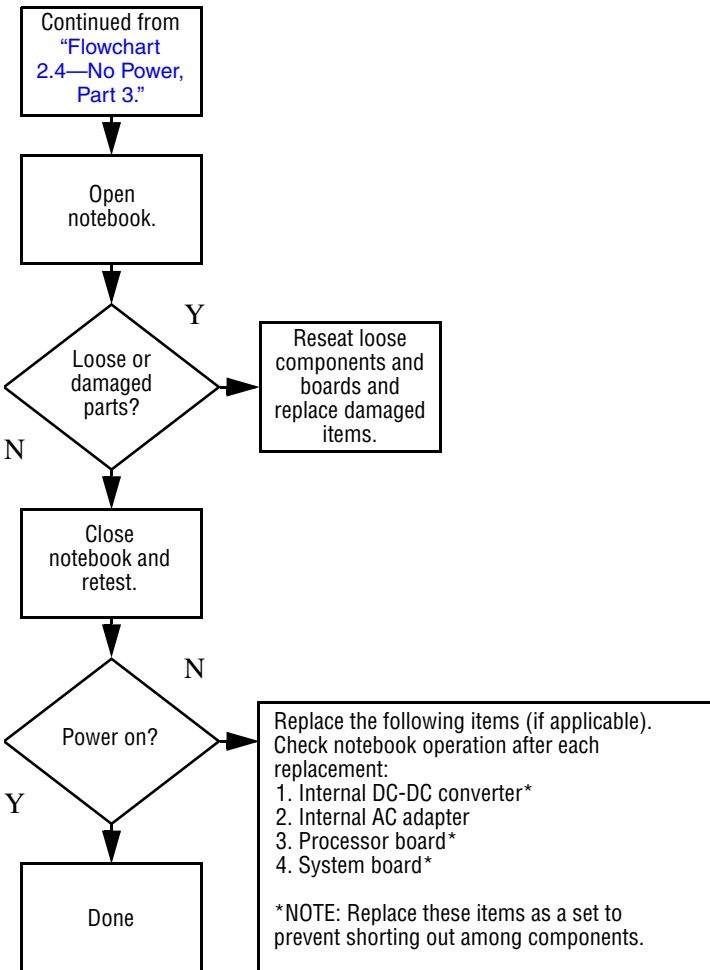 Continued from
“Flowchart
2.4—No Power,
Part 3.”
Open
notebook.
Y
Loose or
damaged
parts?
Reseat loose
components and
boards and
replace damaged
items.
N
Close
notebook and
retest.
N
Power on?
Replace the following items (if applicable).
Check notebook operation after each
replacement:
1. Internal DC-DC converter*
2. Internal AC adapter
3. Processor board*
4. System board*
*NOTE: Replace these items as a set to
prevent shorting out among components.
Y
Done